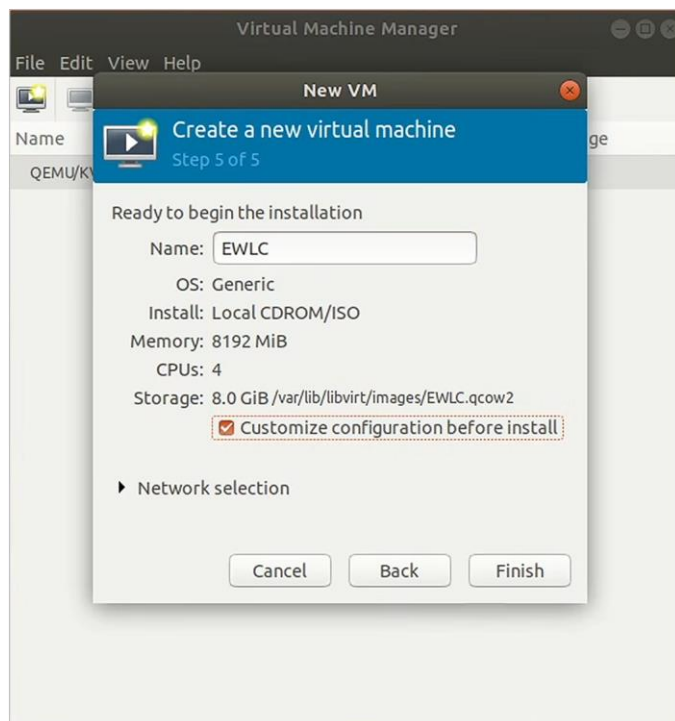 Virtual Machine Manager
File Edit View Help
New VM
Create a new virtual machine
Step 5 of 5
Name
QEMU/
Ready to begin the installation
Name: EWLC
OS: Generic
Install: Local CDROM/ISO
Memory: 8192 MiB
CPUs: 4
Storage: 8.0 GiB /var/lib/libvirt/images/EWLC.qcow2
Customize configuration before install
Network selection
Cancel Back Finish